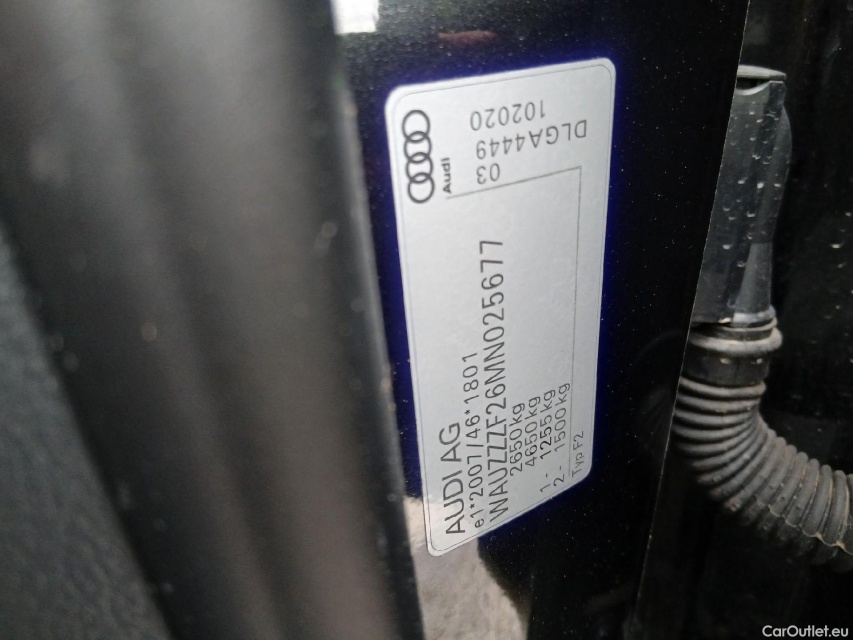 AUDI AG
e1*2007/46*1801
WAUZZZF26MN025677
2650 kg
4650 kg
1 - 1255 kg
2 - 1500 kg
Typ F2
Audi
03
DLGA4449
102020
CarOutlet.eu